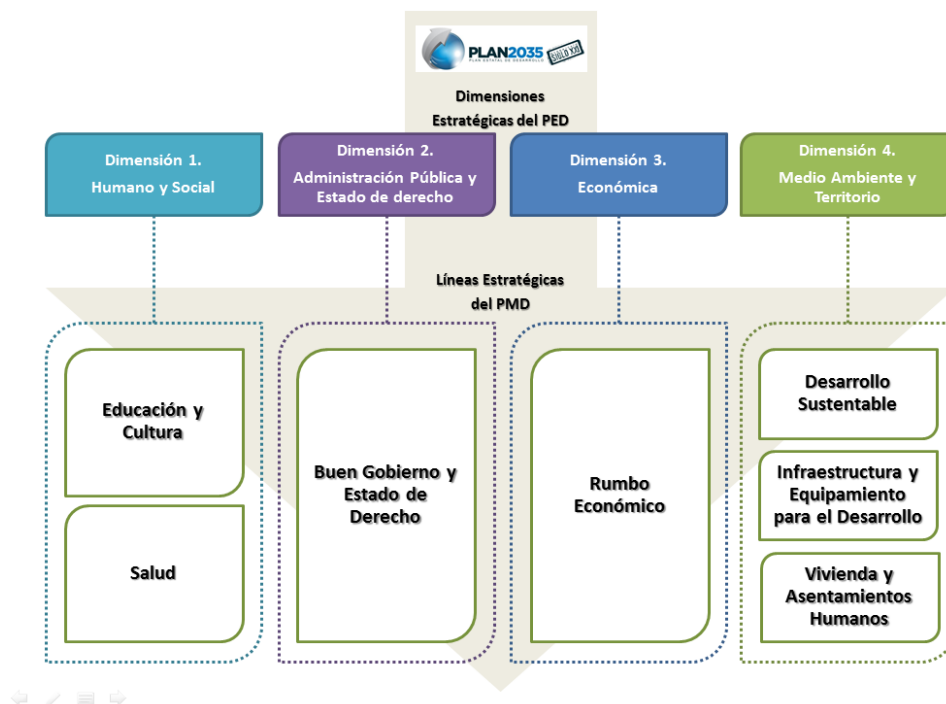 PLAN2035
PLAN ESTATAL DE DESARROLLO
SIGLO XXI
Dimensiones
Estratégicas del PED
Dimensión 1.
Humano y Social
Dimensión 2.
Administración Pública y
Estado de derecho
Dimensión 3.
Económica
Dimensión 4.
Medio Ambiente y
Territorio
Líneas Estratégicas
del PMD
Educación y
Cultura
Salud
Buen Gobierno y
Estado de
Derecho
Rumbo
Económico
Desarrollo
Sustentable
Infraestructura y
Equipamiento
para el Desarrollo
Vivienda y
Asentamientos
Humanos